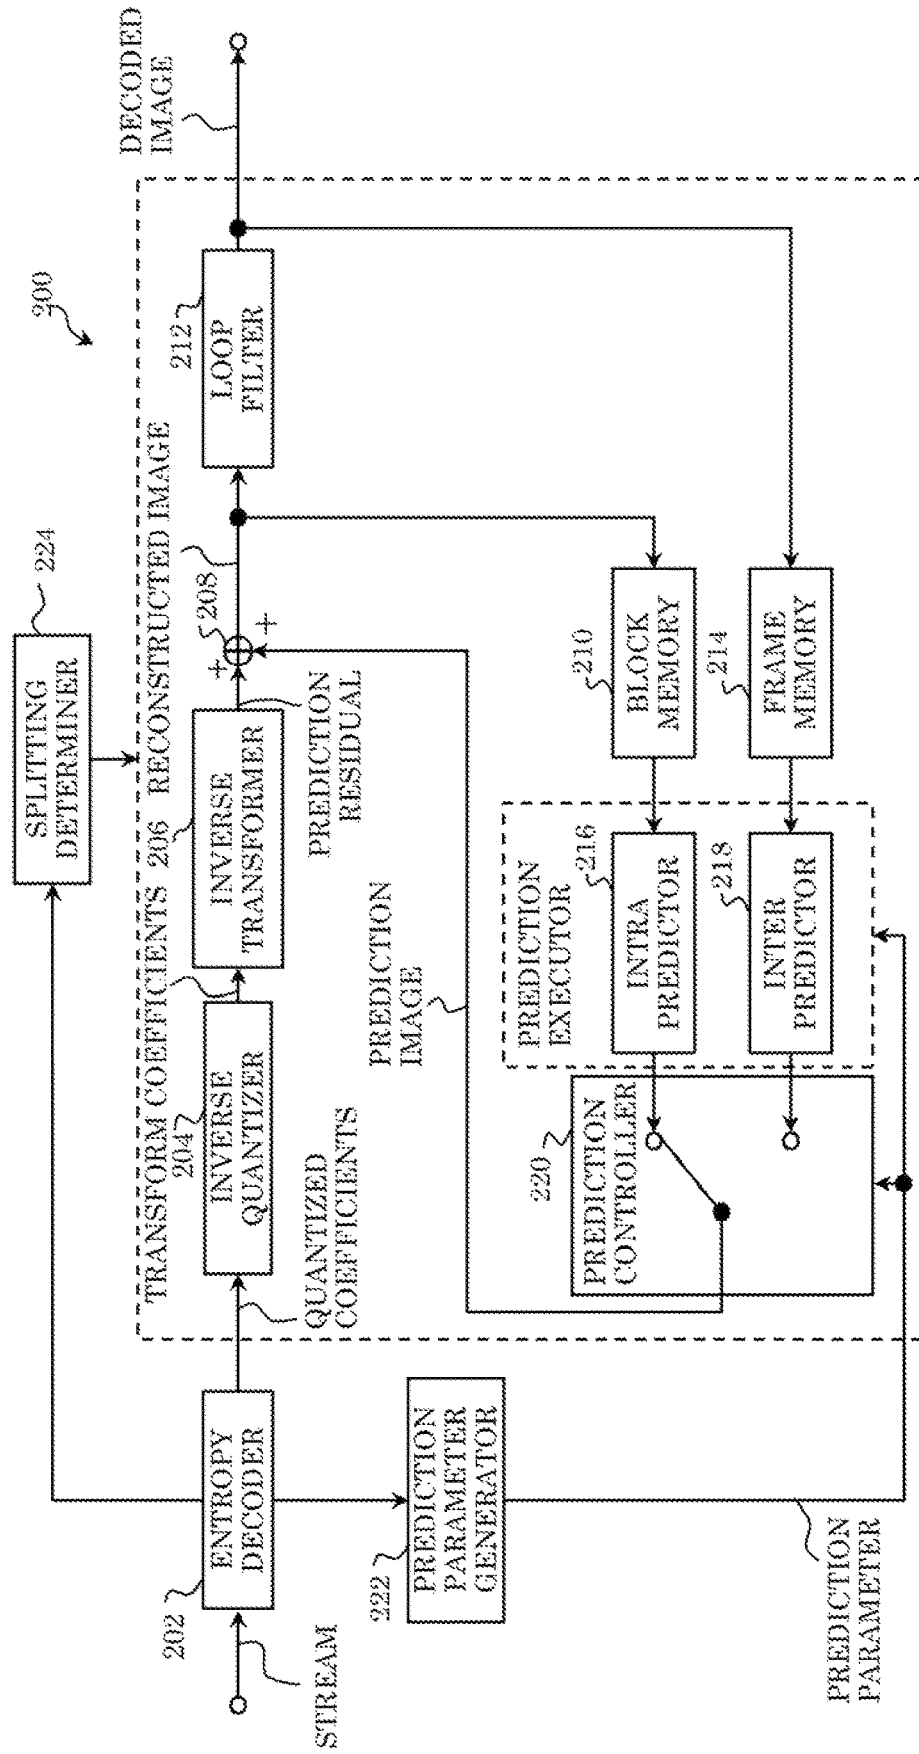 200
224
SPLITTING
DETERMINER
DECODED
IMAGE
TRANSFORM COEFFICIENTS
206
RECONSTRUCTED IMAGE
202
ENTROPY
DECODER
204
INVERSE
QUANTIZER
INVERSE
TRANSFORMER
+
208
+
212
LOOP
FILTER
STREAM
QUANTIZED
COEFFICIENTS
PREDICTION
RESIDUAL
222
PREDICTION
PARAMETER
GENERATOR
PREDICTION
IMAGE
PREDICTION
EXECUTOR
220
PREDICTION
CONTROLLER
216
INTRA
PREDICTOR
210
BLOCK
MEMORY
218
INTER
PREDICTOR
214
FRAME
MEMORY
PREDICTION
PARAMETER